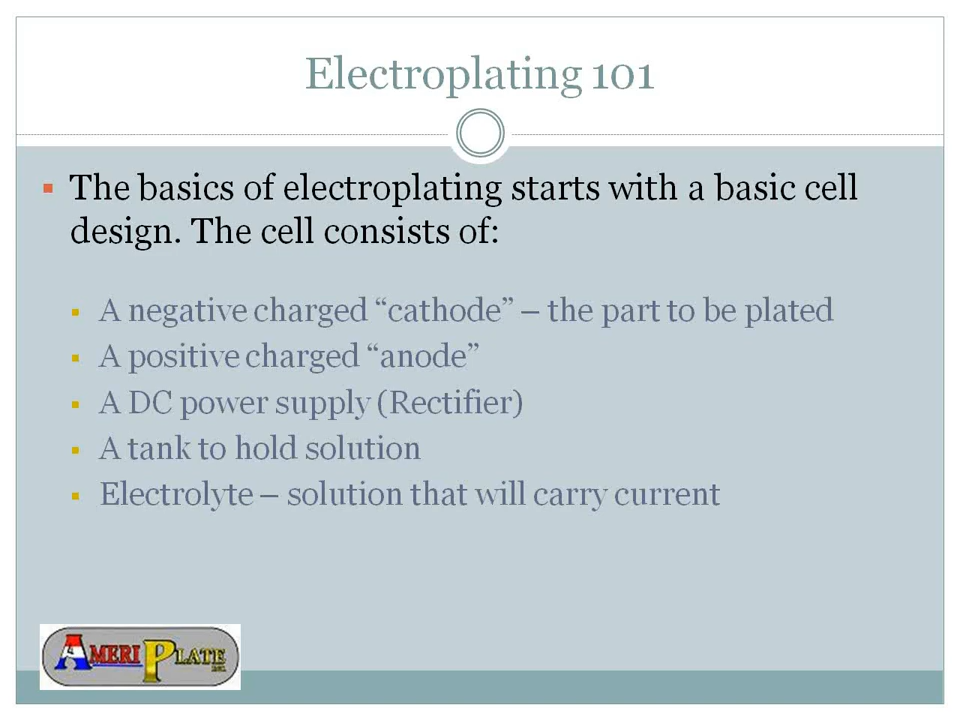 Electroplating 101
▪ The basics of electroplating starts with a basic cell
design. The cell consists of:
▪ A negative charged “cathode” – the part to be plated
▪ A positive charged “anode”
▪ A DC power supply (Rectifier)
▪ A tank to hold solution
▪ Electrolyte – solution that will carry current
AMERI PLATE INC.